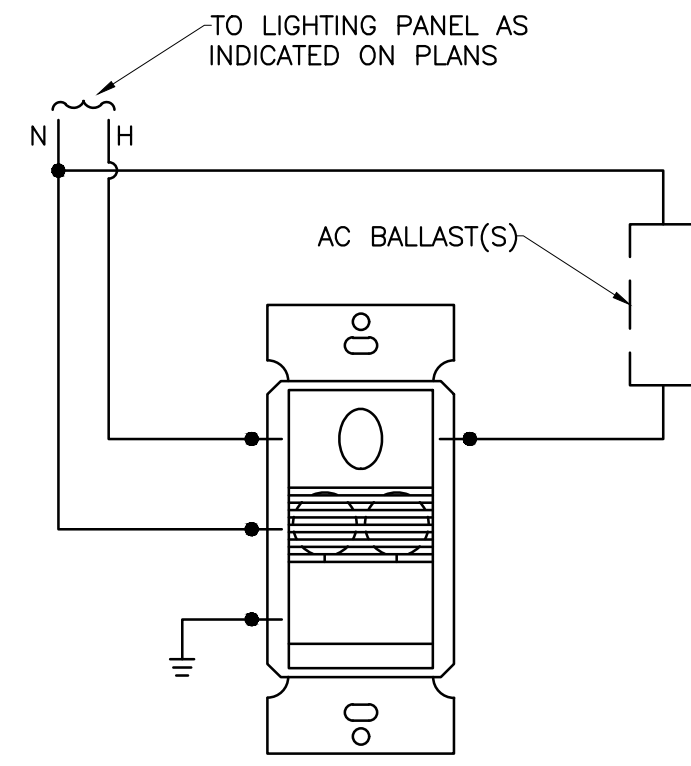 TO LIGHTING PANEL AS
INDICATED ON PLANS
N H
AC BALLAST(S)